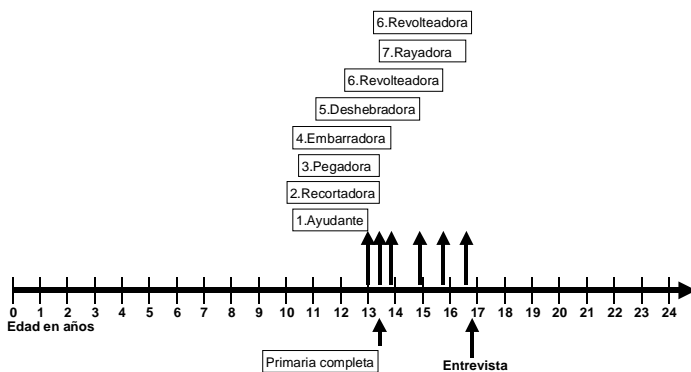 6.Revolteadora
7.Rayadora
6.Revolteadora
5.Deshebradora
4.Embarradora
3.Pegadora
2.Recortadora
1.Ayudante
0 1 2 3 4 5 6 7 8 9 10 11 12 13 14 15 16 17 18 19 20 21 22 23 24
Edad en años
Primaria completa
Entrevista